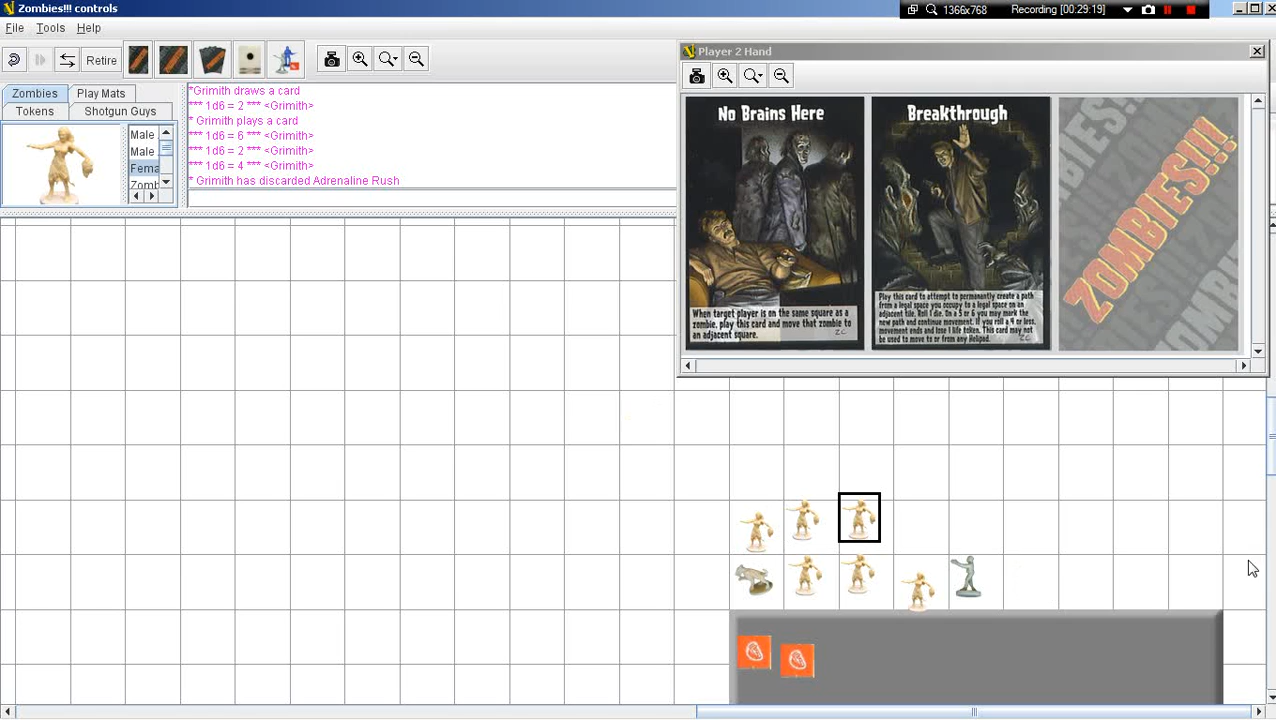 Zombies!!! controls
1366x768
Recording [00:29:19]
File Tools Help
Retire
Player 2 Hand
Zombies
Play Mats
Tokens
Shotgun Guys
Male
Male
Fema
Zomb
*Grimith draws a card
*** 1d6 = 2 *** <Grimith>
* Grimith plays a card
*** 1d6 = 6 *** <Grimith>
*** 1d6 = 2 *** <Grimith>
*** 1d6 = 4 *** <Grimith>
* Grimith has discarded Adrenaline Rush
No Brains Here
When target player is on the same square as a
zombie, play this card and move that zombie to
an adjacent square.
ZC
Breakthrough
Play this card to attempt to permanently create a path
from a legal space you occupy to a legal space on an
adjacent tile. Roll 1 die. On a 5 or 6 you may mark the
new path and continue movement. If you roll a 4 or less,
movement ends and lose 1 life token. This card may not
be used to move to or from any Helipad.
ZC
ZOMBIES!!!